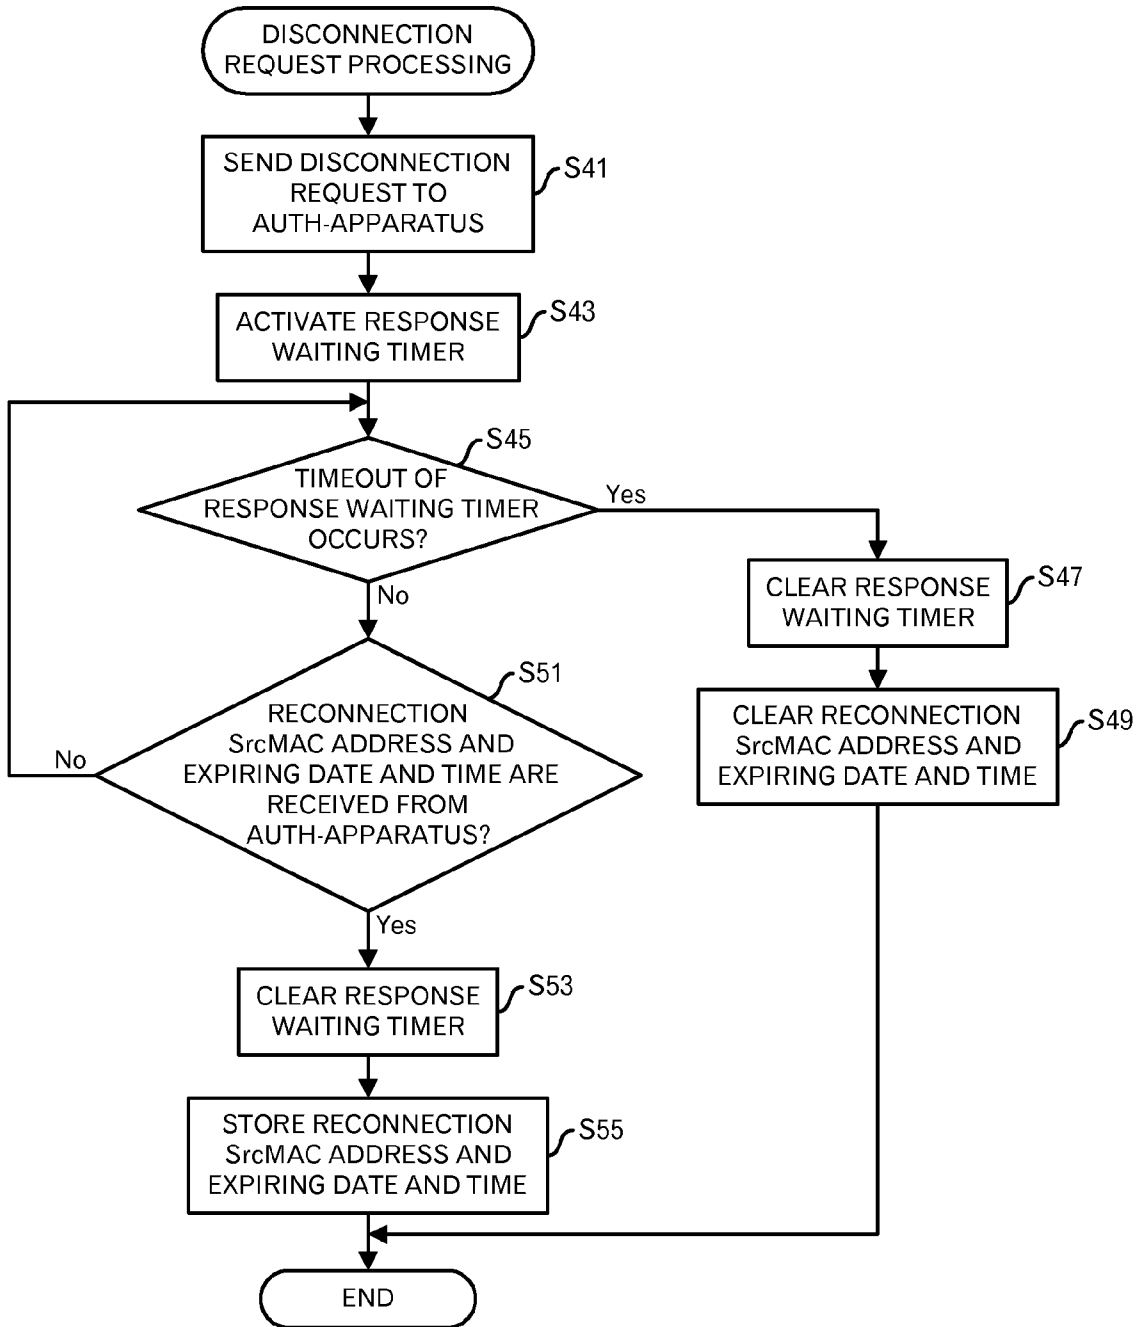 DISCONNECTION
REQUEST PROCESSING
SEND DISCONNECTION
REQUEST TO
AUTH-APPARATUS
S41
ACTIVATE RESPONSE
WAITING TIMER
S43
S45
TIMEOUT OF
RESPONSE WAITING TIMER
OCCURS?
Yes
No
CLEAR RESPONSE
WAITING TIMER
S47
CLEAR RECONNECTION
SrcMAC ADDRESS AND
EXPIRING DATE AND TIME
S49
S51
RECONNECTION
SrcMAC ADDRESS AND
EXPIRING DATE AND TIME ARE
RECEIVED FROM
AUTH-APPARATUS?
No
Yes
CLEAR RESPONSE
WAITING TIMER
S53
STORE RECONNECTION
SrcMAC ADDRESS AND
EXPIRING DATE AND TIME
S55
END